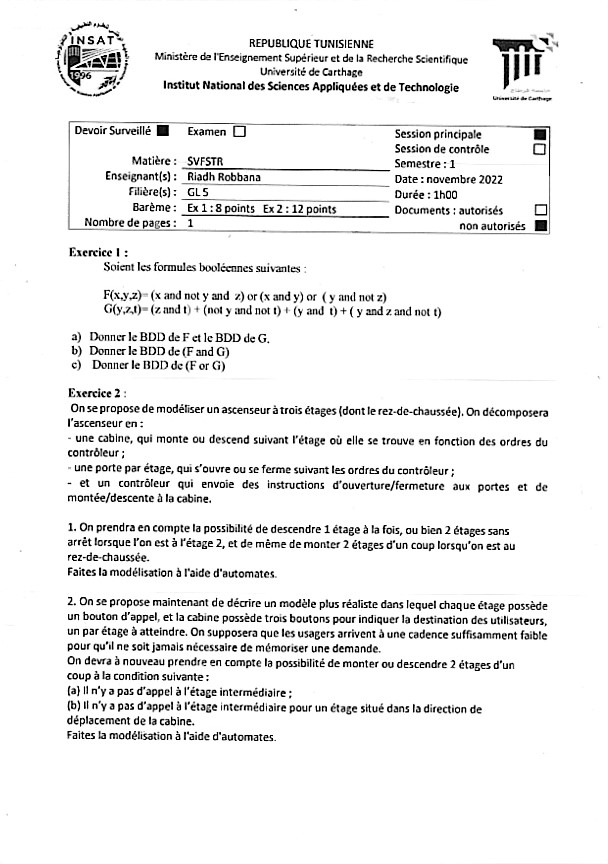 INSAT
1996
REPUBLIQUE TUNISIENNE
Ministère de l'Enseignement Supérieur et de la Recherche Scientifique
Université de Carthage
Institut National des Sciences Appliquées et de Technologie
Université de Carthage
Devoir Surveillé ■ Examen □
Session principale ■
Session de contrôle □
Matière : SVFSTR
Semestre : 1
Enseignant(s) : Riadh Robbana
Date : novembre 2022
Filière(s) : GL 5
Durée : 1h00
Barème : Ex 1 : 8 points Ex 2 : 12 points
Documents : autorisés □
Nombre de pages : 1
non autorisés ■
Exercice 1 :
Soient les formules booléennes suivantes :
F(x,y,z)= (x and not y and z) or (x and y) or ( y and not z)
G(y,z,t)= (z and t) + (not y and not t) + (y and t) + ( y and z and not t)
a) Donner le BDD de F et le BDD de G.
b) Donner le BDD de (F and G)
c) Donner le BDD de (F or G)
Exercice 2 :
On se propose de modéliser un ascenseur à trois étages (dont le rez-de-chaussée). On décomposera
l'ascenseur en :
- une cabine, qui monte ou descend suivant l'étage où elle se trouve en fonction des ordres du
contrôleur ;
- une porte par étage, qui s'ouvre ou se ferme suivant les ordres du contrôleur ;
- et un contrôleur qui envoie des instructions d'ouverture/fermeture aux portes et de
montée/descente à la cabine.
1. On prendra en compte la possibilité de descendre 1 étage à la fois, ou bien 2 étages sans
arrêt lorsque l'on est à l'étage 2, et de même de monter 2 étages d'un coup lorsqu'on est au
rez-de-chaussée.
Faites la modélisation à l'aide d'automates.
2. On se propose maintenant de décrire un modèle plus réaliste dans lequel chaque étage possède
un bouton d'appel, et la cabine possède trois boutons pour indiquer la destination des utilisateurs,
un par étage à atteindre. On supposera que les usagers arrivent à une cadence suffisamment faible
pour qu'il ne soit jamais nécessaire de mémoriser une demande.
On devra à nouveau prendre en compte la possibilité de monter ou descendre 2 étages d'un
coup à la condition suivante :
(a) Il n'y a pas d'appel à l'étage intermédiaire ;
(b) Il n'y a pas d'appel à l'étage intermédiaire pour un étage situé dans la direction de
déplacement de la cabine.
Faites la modélisation à l'aide d'automates.